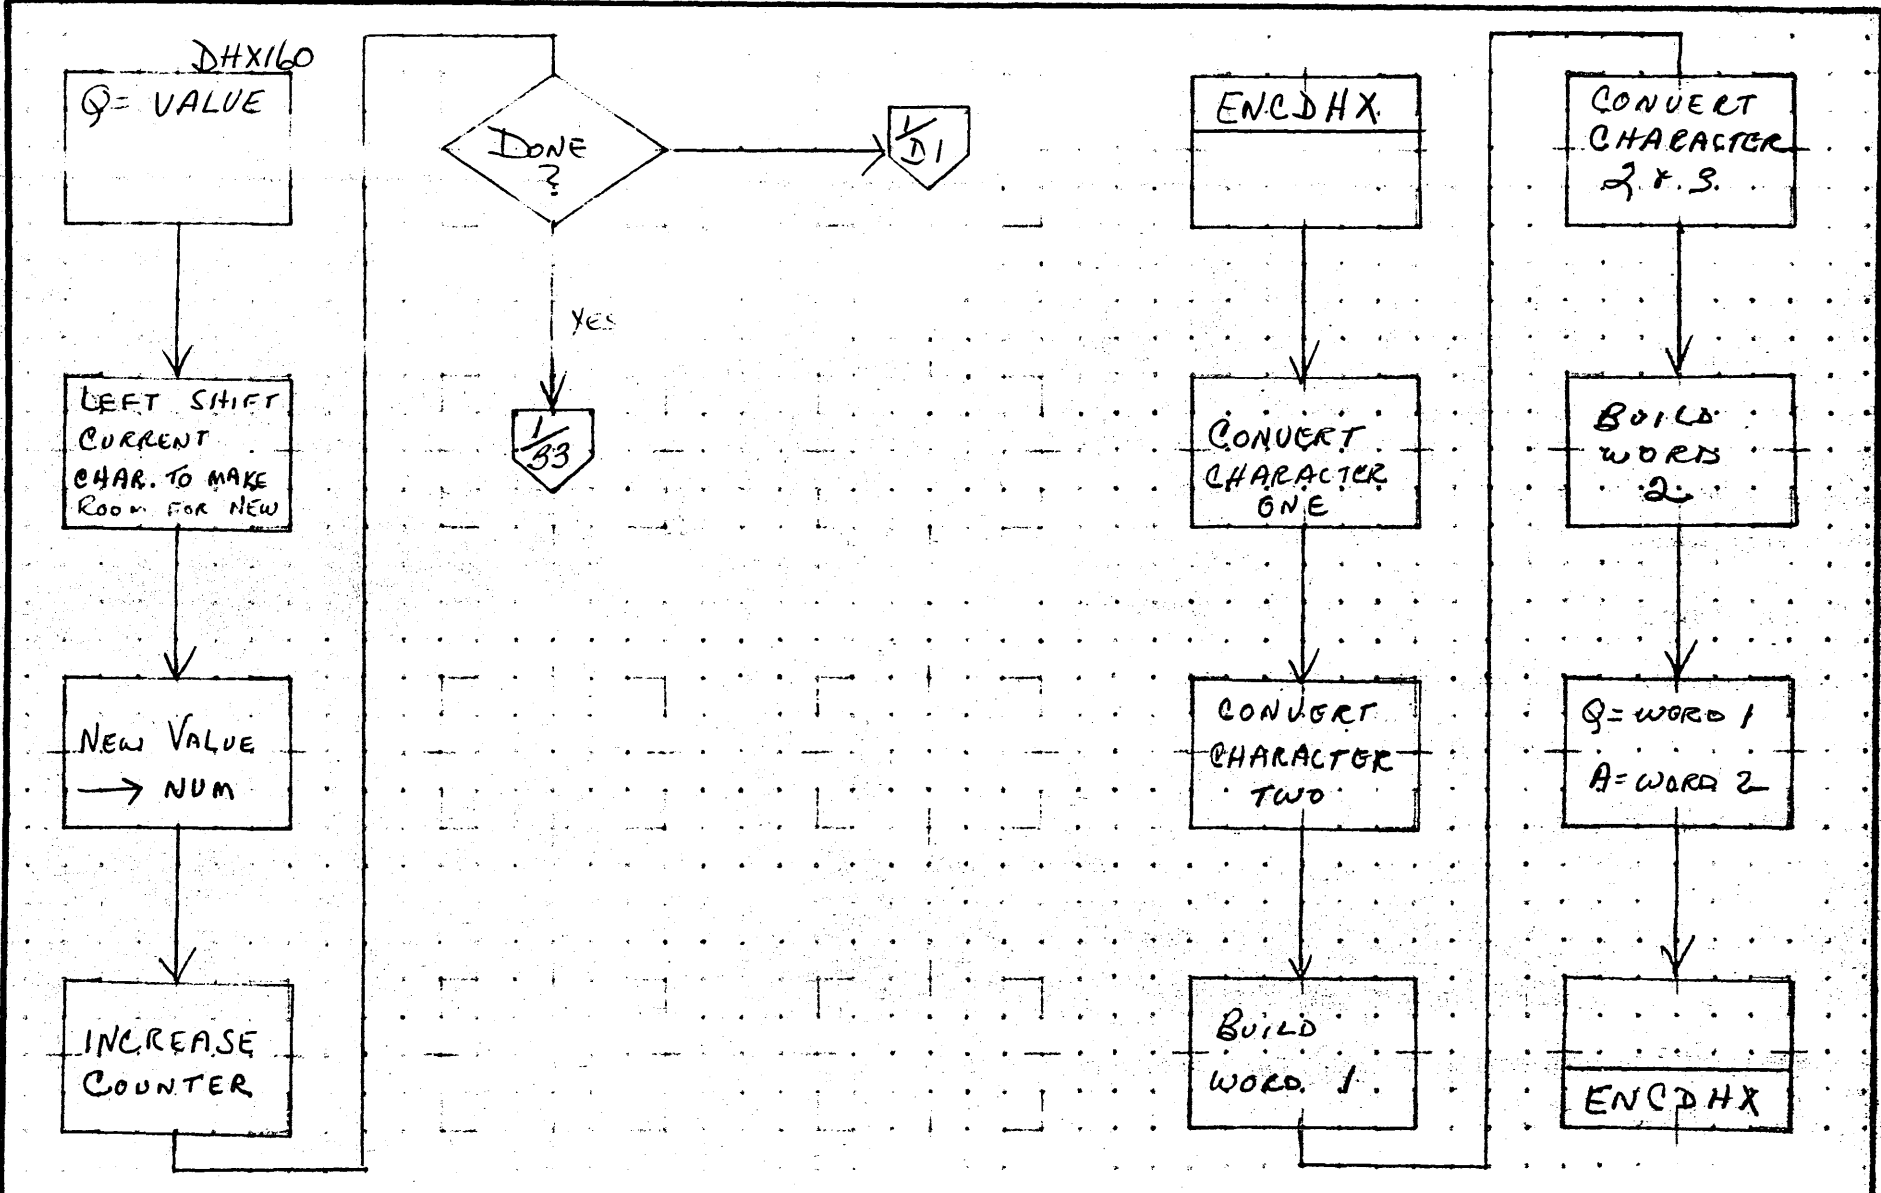 DHX160
Q= VALUE
LEFT SHIFT
CURRENT
CHAR. TO MAKE
ROOM FOR NEW
NEW VALUE
→ NUM
INCREASE
COUNTER
DONE
?
YES
1/D1
1/B3
ENCDHX
CONVERT
CHARACTER
ONE
CONVERT
CHARACTER
TWO
BUILD
WORD 1
CONVERT
CHARACTER
2 & 3
BUILD
WORD
2
Q= WORD 1
A= WORD 2
ENCDHX